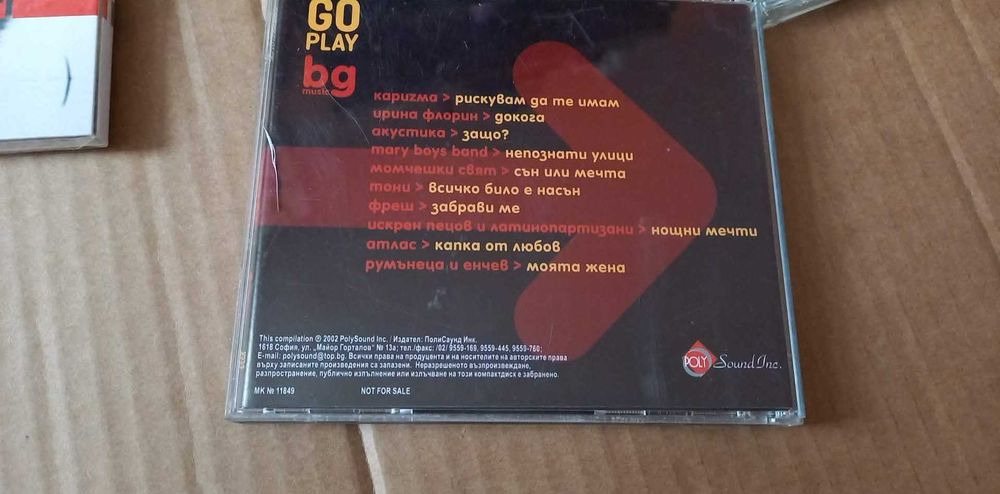 GO
PLAY
bg
music
каризма > рискувам да те имам
ирина флорин > докога
акустика > защо?
mary boys band > непознати улици
момчешки свят > сън или мечта
тони > всичко било е насън
фреш > забрави ме
искрен пецов и латинопартизани > нощни мечти
атлас > капка от любов
румънеца и енчев > моята жена
This compilation ℗ 2002 PolySound Inc. / Издател: ПолиСаунд Инк.
1618 София, ул. „Майор Горталов" № 13а; тел./факс: /02/ 9559-169, 9559-445, 9559-760;
E-mail: polysound@top.bg. Всички права на продуцента и на носителите на авторските права
върху записаните произведения са запазени. Неразрешеното възпроизвеждане,
разпространение, публично изпълнение или излъчване на този компактдиск е забранено.
МК № 11849 NOT FOR SALE
POLY Sound Inc.